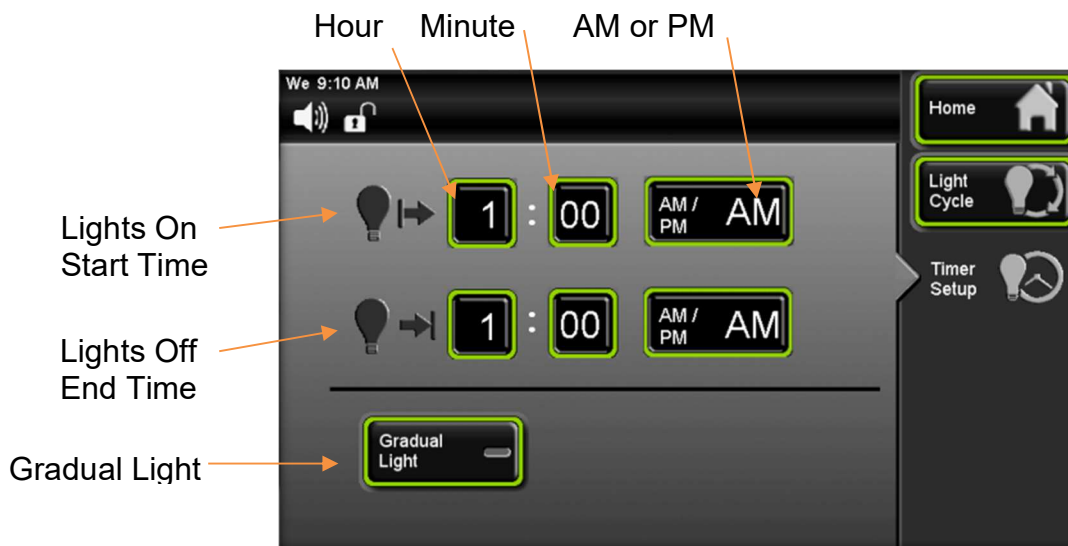 Hour Minute AM or PM
We 9:10 AM
Home
Light
Cycle
Timer
Setup
Lights On
Start Time
1 : 00 AM /
PM AM
Lights Off
End Time
1 : 00 AM /
PM AM
Gradual Light
Gradual
Light